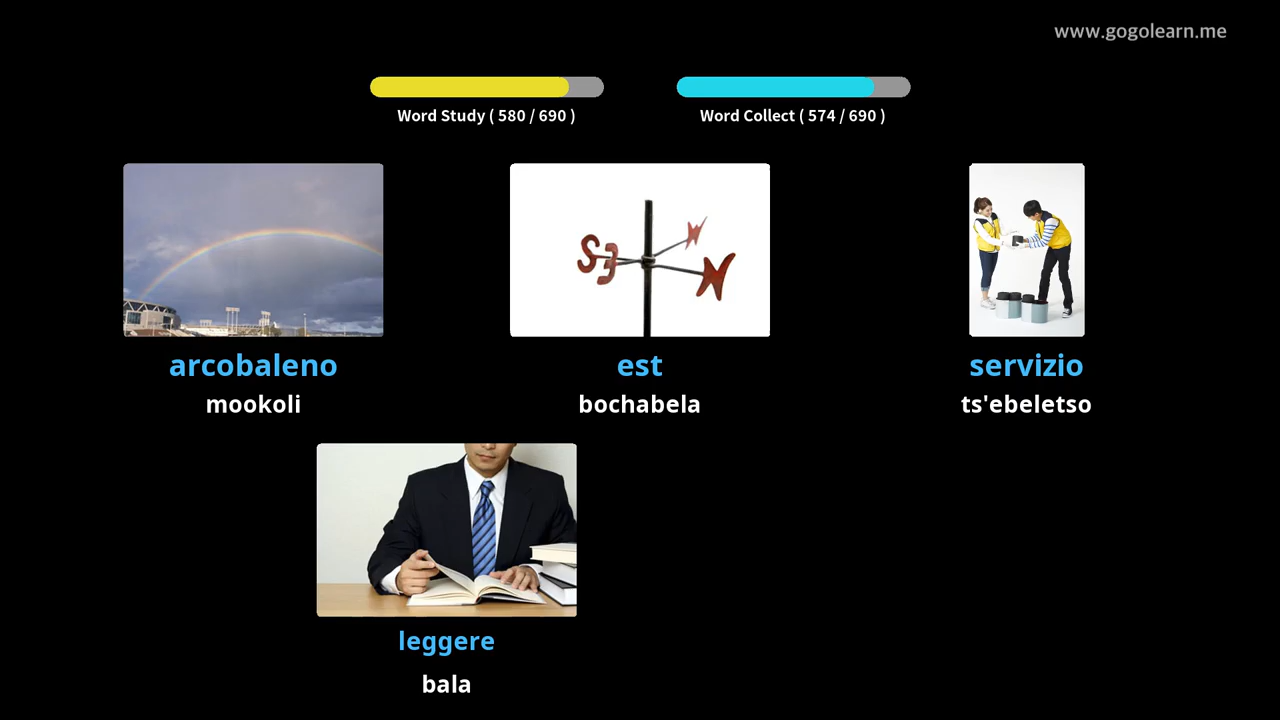 www.gogolearn.me
Word Study ( 580 / 690 )
Word Collect ( 574 / 690 )
S E N W
arcobaleno
est
servizio
mookoli
bochabela
ts'ebeletso
leggere
bala